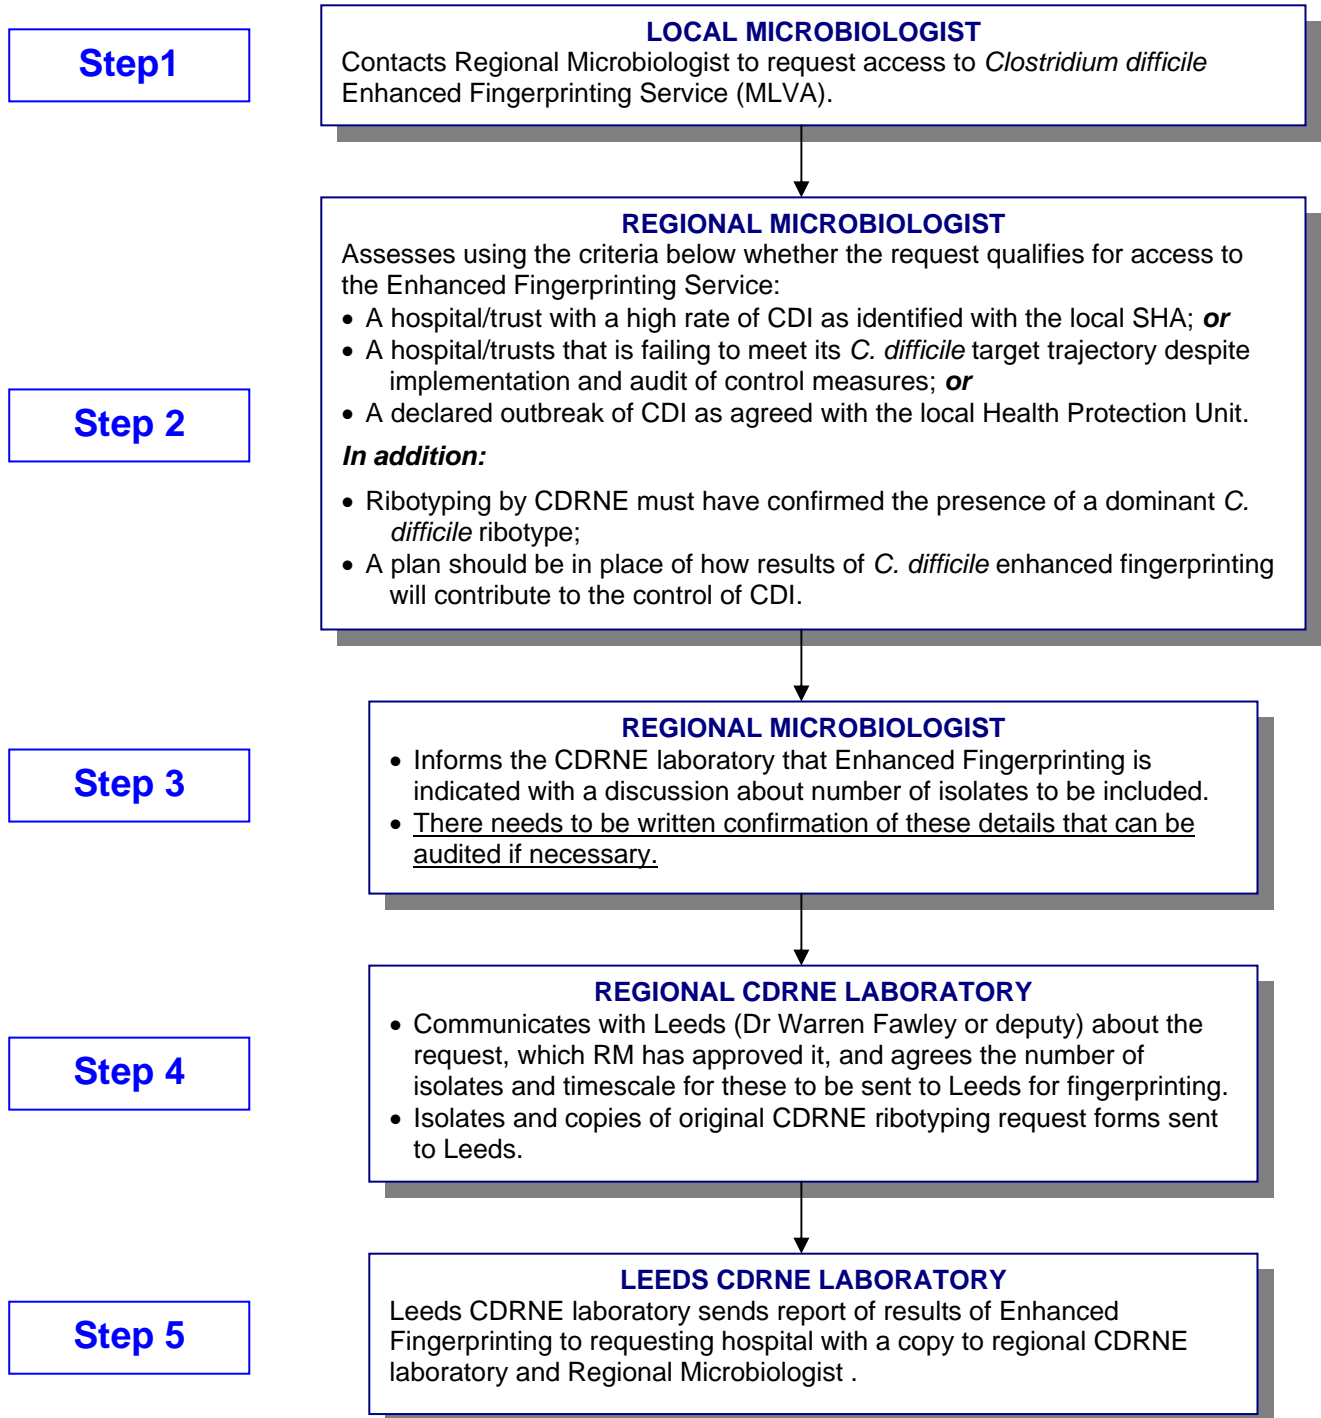 Step1
LOCAL MICROBIOLOGIST
Contacts Regional Microbiologist to request access to Clostridium difficile
Enhanced Fingerprinting Service (MLVA).
Step 2
REGIONAL MICROBIOLOGIST
Assesses using the criteria below whether the request qualifies for access to
the Enhanced Fingerprinting Service:
• A hospital/trust with a high rate of CDI as identified with the local SHA; or
• A hospital/trusts that is failing to meet its C. difficile target trajectory despite
implementation and audit of control measures; or
• A declared outbreak of CDI as agreed with the local Health Protection Unit.
In addition:
• Ribotyping by CDRNE must have confirmed the presence of a dominant C.
difficile ribotype;
• A plan should be in place of how results of C. difficile enhanced fingerprinting
will contribute to the control of CDI.
Step 3
REGIONAL MICROBIOLOGIST
• Informs the CDRNE laboratory that Enhanced Fingerprinting is
indicated with a discussion about number of isolates to be included.
• There needs to be written confirmation of these details that can be
audited if necessary.
Step 4
REGIONAL CDRNE LABORATORY
• Communicates with Leeds (Dr Warren Fawley or deputy) about the
request, which RM has approved it, and agrees the number of
isolates and timescale for these to be sent to Leeds for fingerprinting.
• Isolates and copies of original CDRNE ribotyping request forms sent
to Leeds.
Step 5
LEEDS CDRNE LABORATORY
Leeds CDRNE laboratory sends report of results of Enhanced
Fingerprinting to requesting hospital with a copy to regional CDRNE
laboratory and Regional Microbiologist .